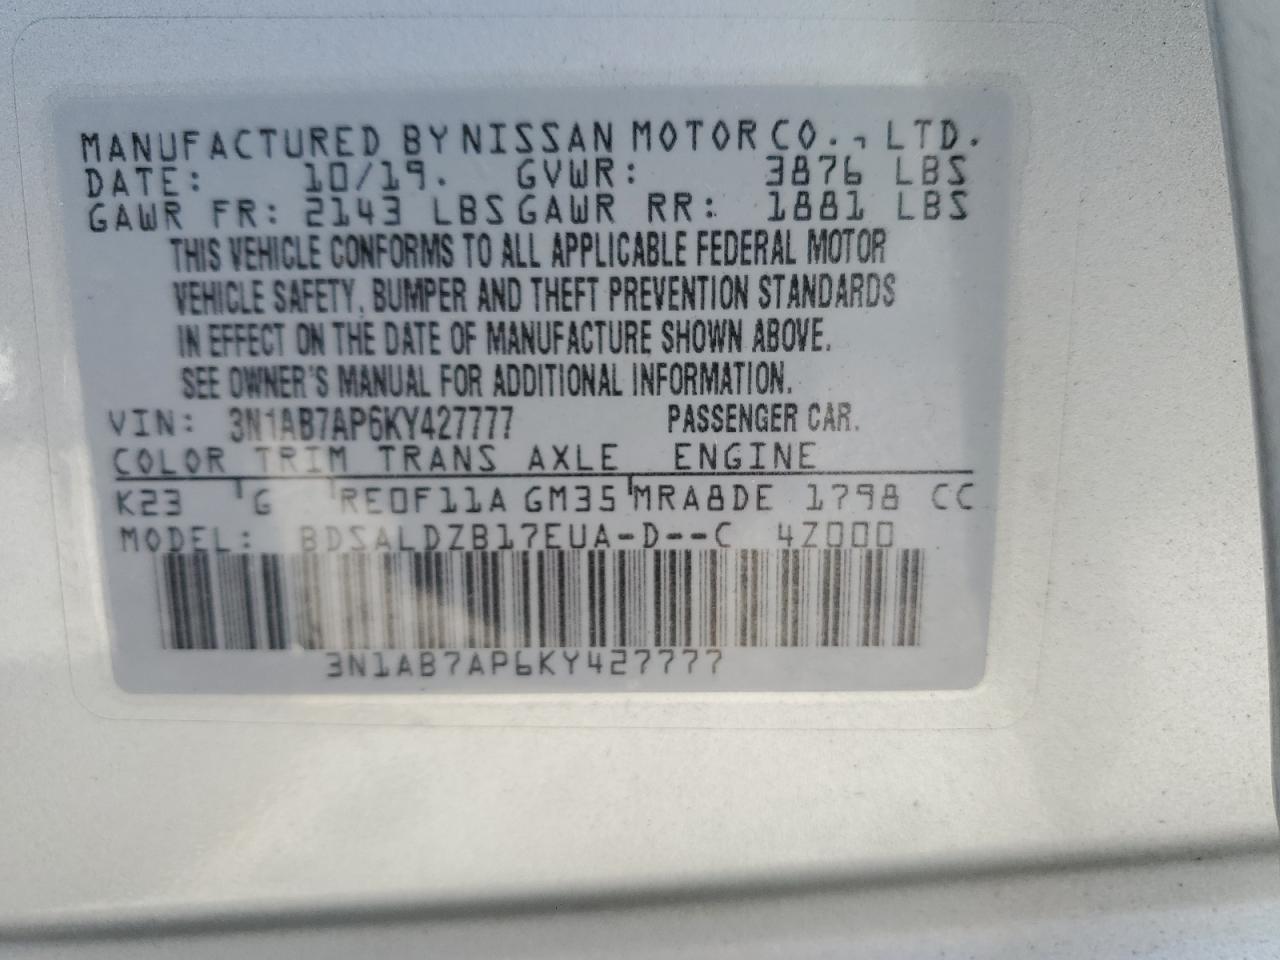 MANUFACTURED BY NISSAN MOTOR CO., LTD.
DATE: 10/19. GVWR: 3876 LBS
GAWR FR: 2143 LBS GAWR RR: 1881 LBS
THIS VEHICLE CONFORMS TO ALL APPLICABLE FEDERAL MOTOR
VEHICLE SAFETY, BUMPER AND THEFT PREVENTION STANDARDS
IN EFFECT ON THE DATE OF MANUFACTURE SHOWN ABOVE.
SEE OWNER'S MANUAL FOR ADDITIONAL INFORMATION.
VIN: 3N1AB7AP6KY427777 PASSENGER CAR.
COLOR TRIM TRANS AXLE ENGINE
K23 G RE0F11A GM35 MRA8DE 1798 CC
MODEL: BDSALDZB17EUA-D--C 4Z000
3N1AB7AP6KY427777